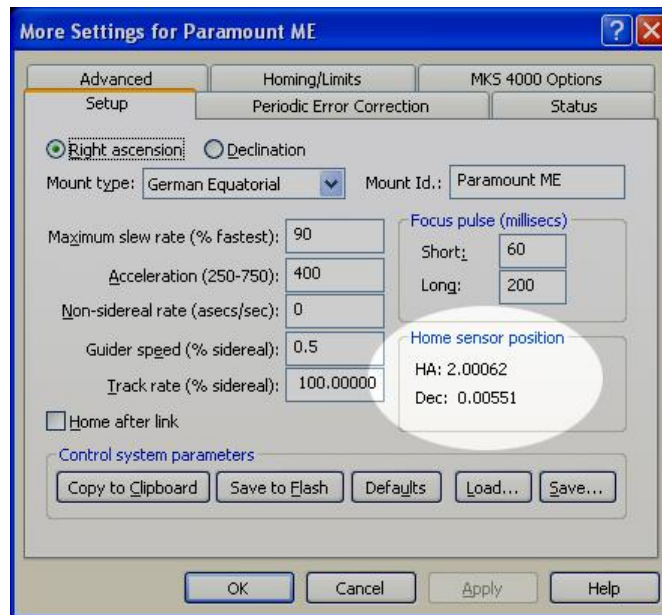 More Settings for Paramount ME
Advanced
Homing/Limits
MKS 4000 Options
Setup
Periodic Error Correction
Status
Right ascension
Declination
Mount type:
German Equatorial
Mount Id.:
Paramount ME
Maximum slew rate (% fastest):
90
Acceleration (250-750):
400
Non-sidereal rate (asecs/sec):
0
Guider speed (% sidereal):
0.5
Track rate (% sidereal):
100.00000
Home after link
Focus pulse (millisecs)
Short:
60
Long:
200
Home sensor position
HA: 2.00062
Dec: 0.00551
Control system parameters
Copy to Clipboard
Save to Flash
Defaults
Load...
Save...
OK
Cancel
Apply
Help